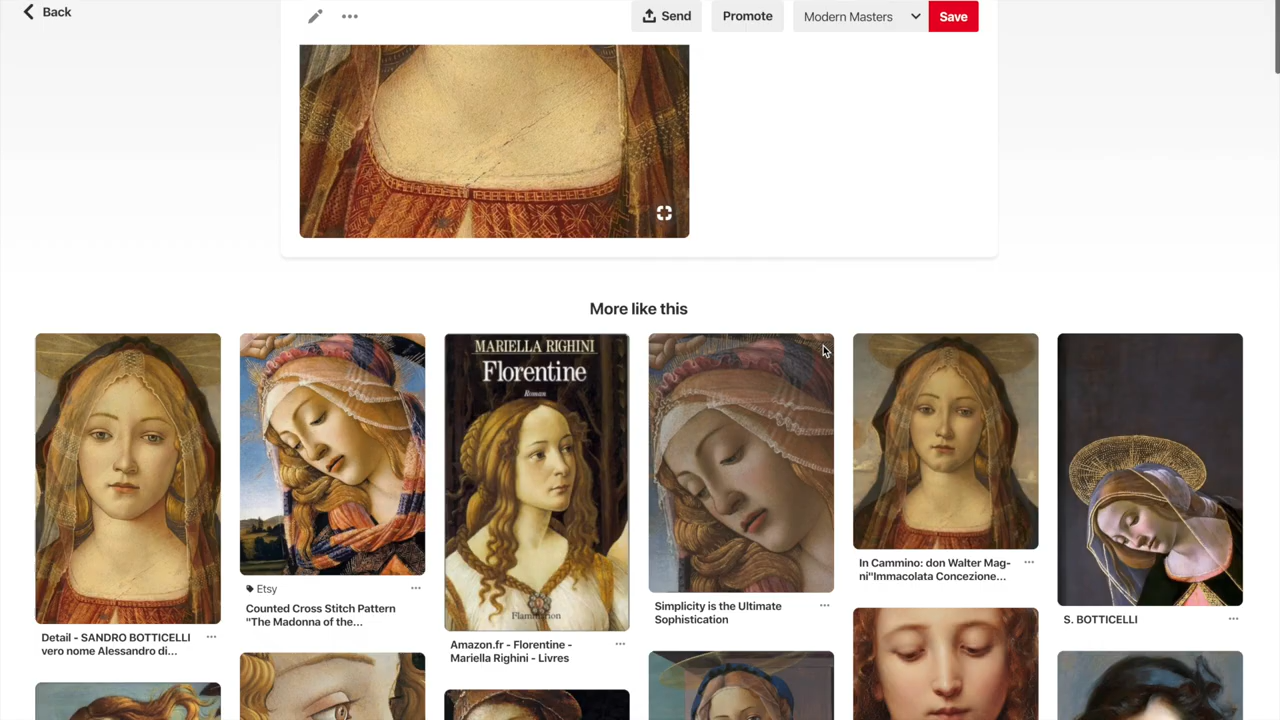 Back
Send
Promote
Modern Masters
Save
More like this
MARIELLA RIGHINI
Florentine
Roman
Flammarion
Detail - SANDRO BOTTICELLI
vero nome Alessandro di...
Etsy
Counted Cross Stitch Pattern
"The Madonna of the...
Amazon.fr - Florentine -
Mariella Righini - Livres
Simplicity is the Ultimate
Sophistication
In Cammino: don Walter Mag-
ni"Immacolata Concezione...
S. BOTTICELLI